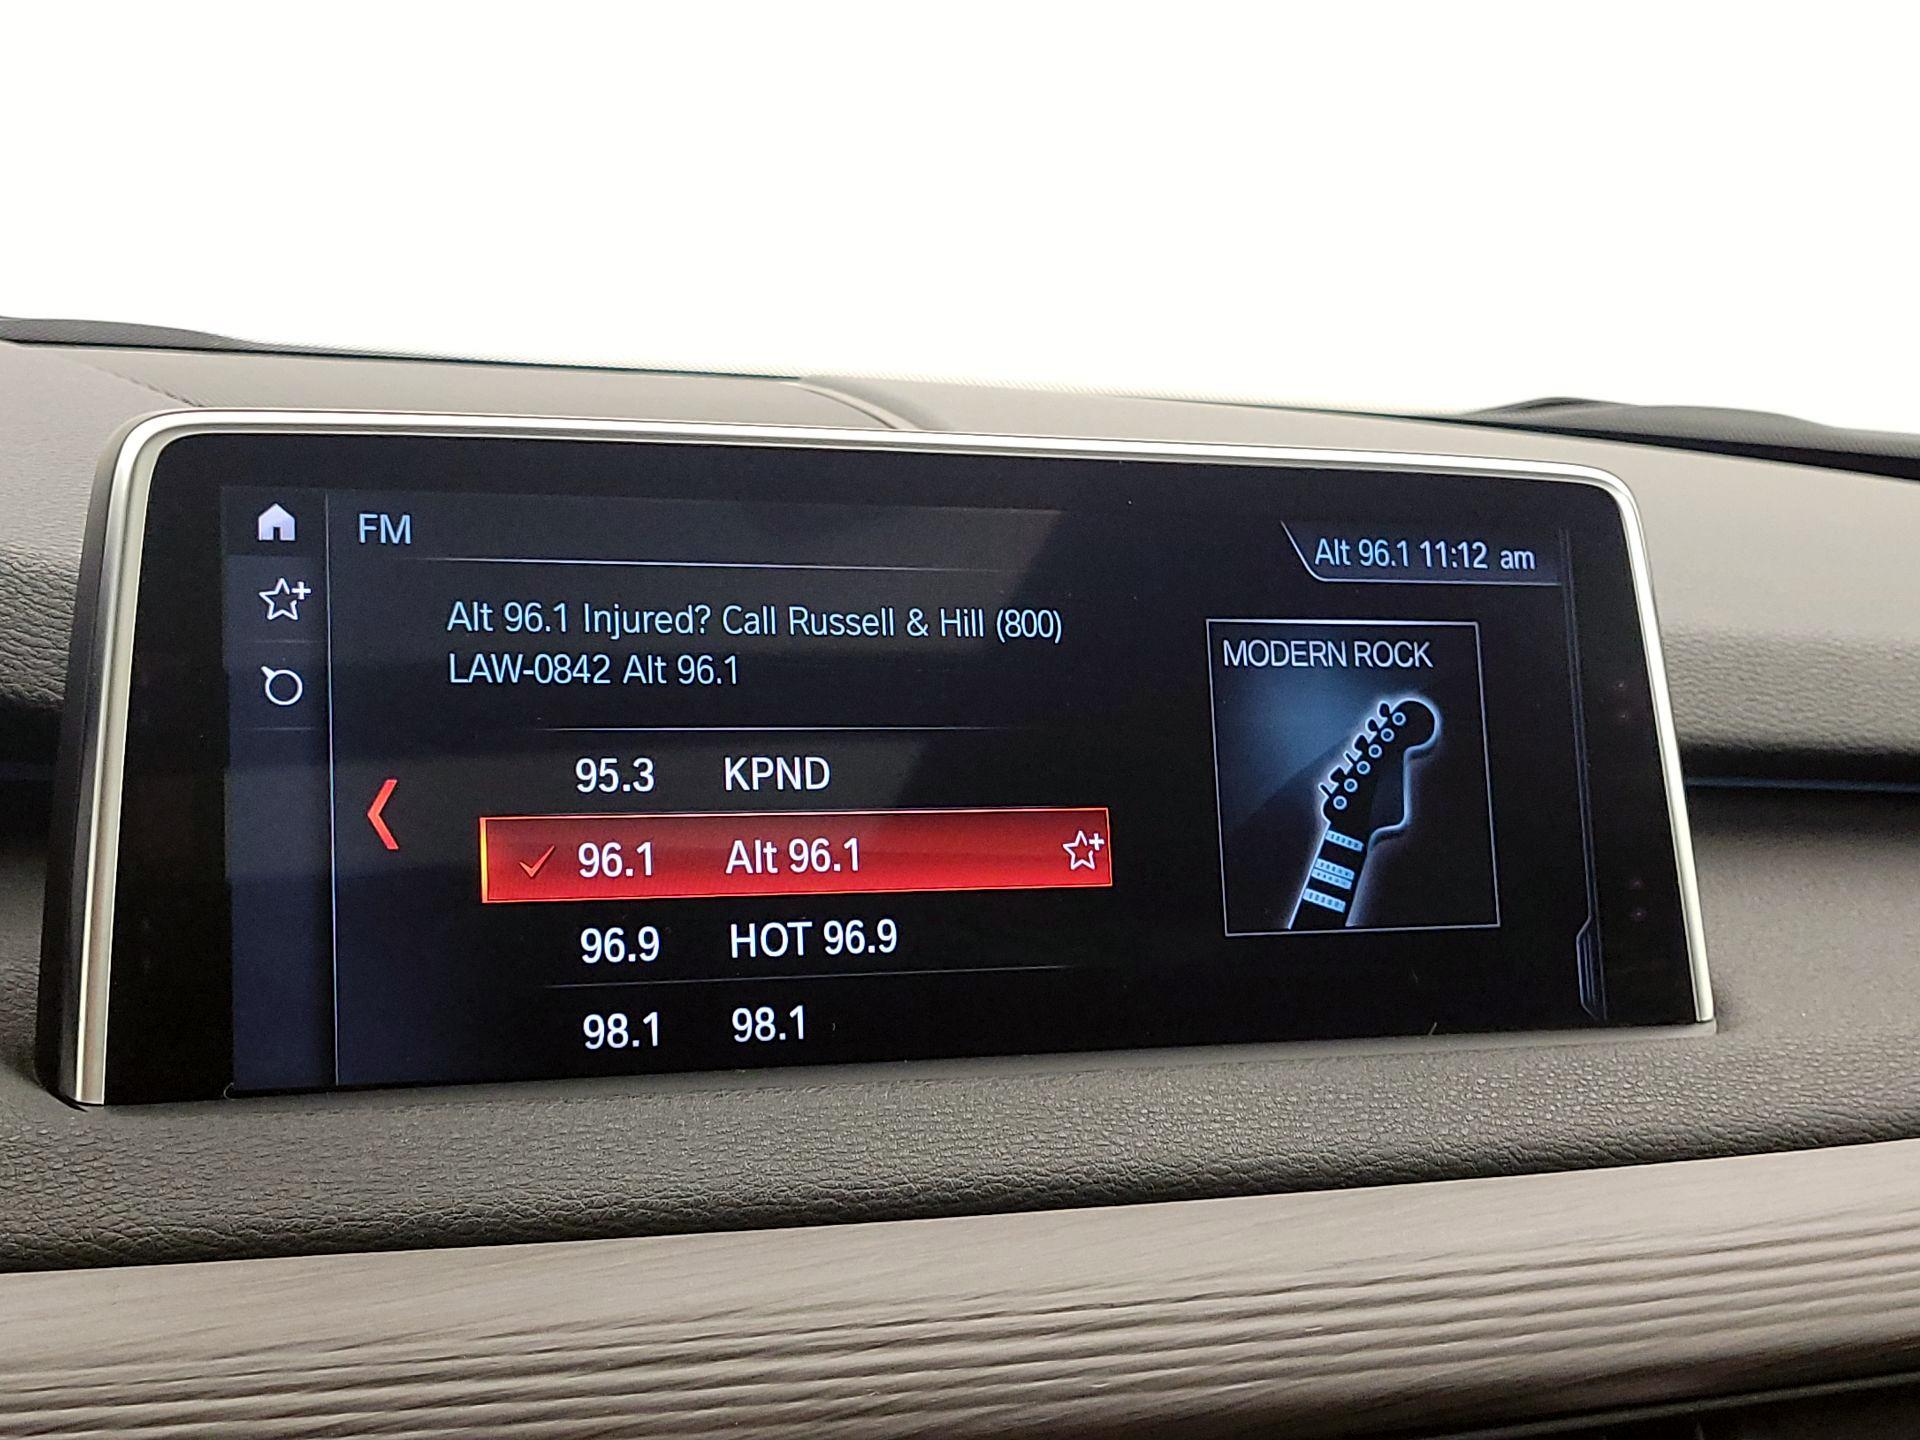 FM
Alt 96.1 11:12 am
Alt 96.1 Injured? Call Russell & Hill (800)
LAW-0842 Alt 96.1
MODERN ROCK
95.3 KPND
96.1 Alt 96.1
96.9 HOT 96.9
98.1 98.1